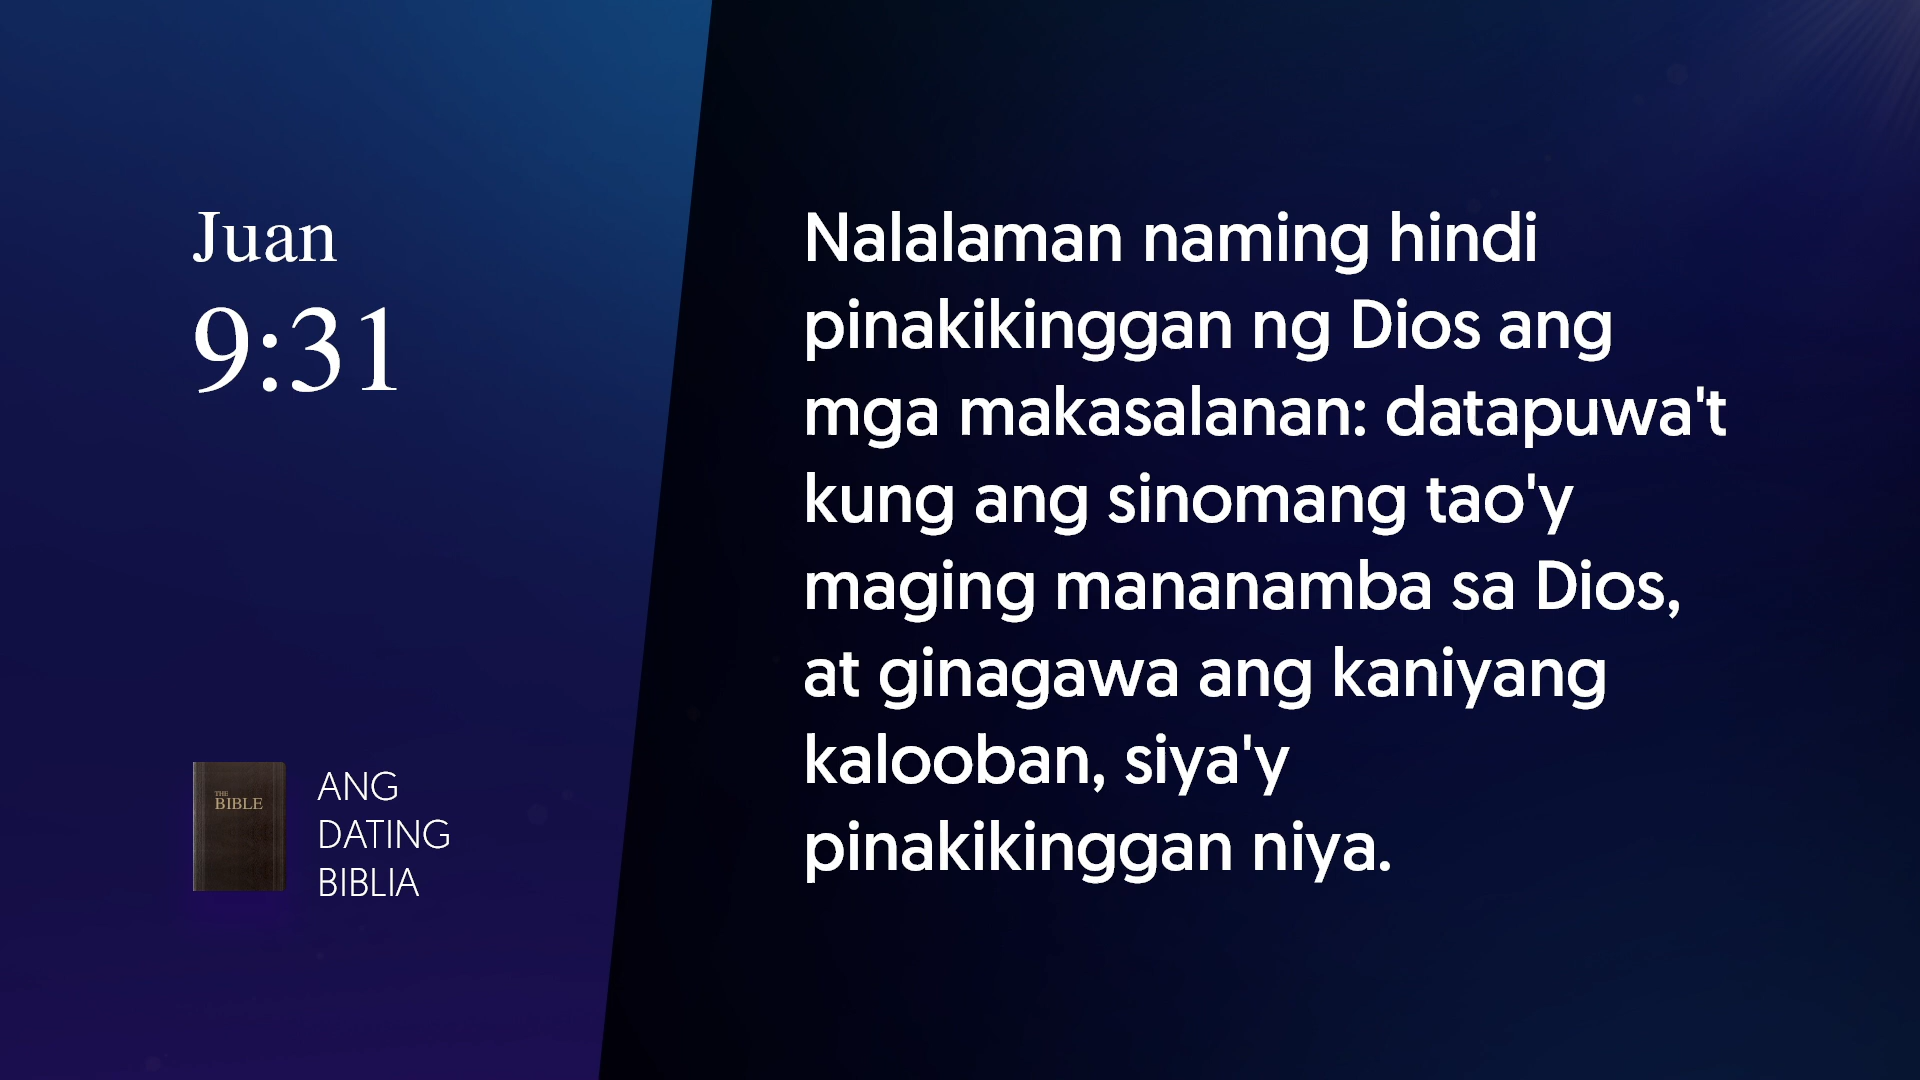 Juan
9:31
THE
BIBLE
ANG
DATING
BIBLIA
Nalalaman naming hindi
pinakikinggan ng Dios ang
mga makasalanan: datapuwa't
kung ang sinomang tao'y
maging mananamba sa Dios,
at ginagawa ang kaniyang
kalooban, siya'y
pinakikinggan niya.